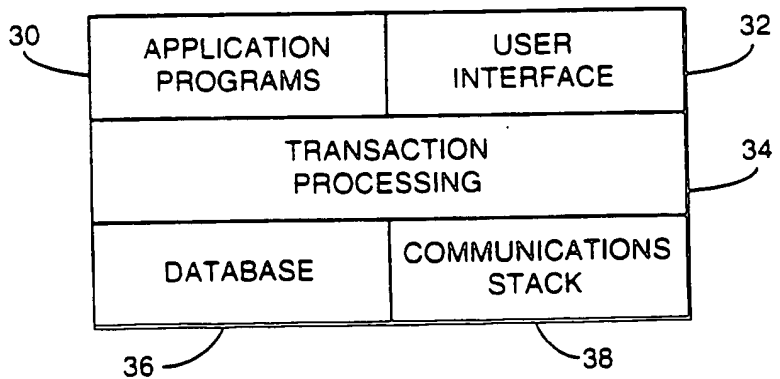 30
APPLICATION
PROGRAMS
USER
INTERFACE
32
TRANSACTION
PROCESSING
34
DATABASE
COMMUNICATIONS
STACK
36
38